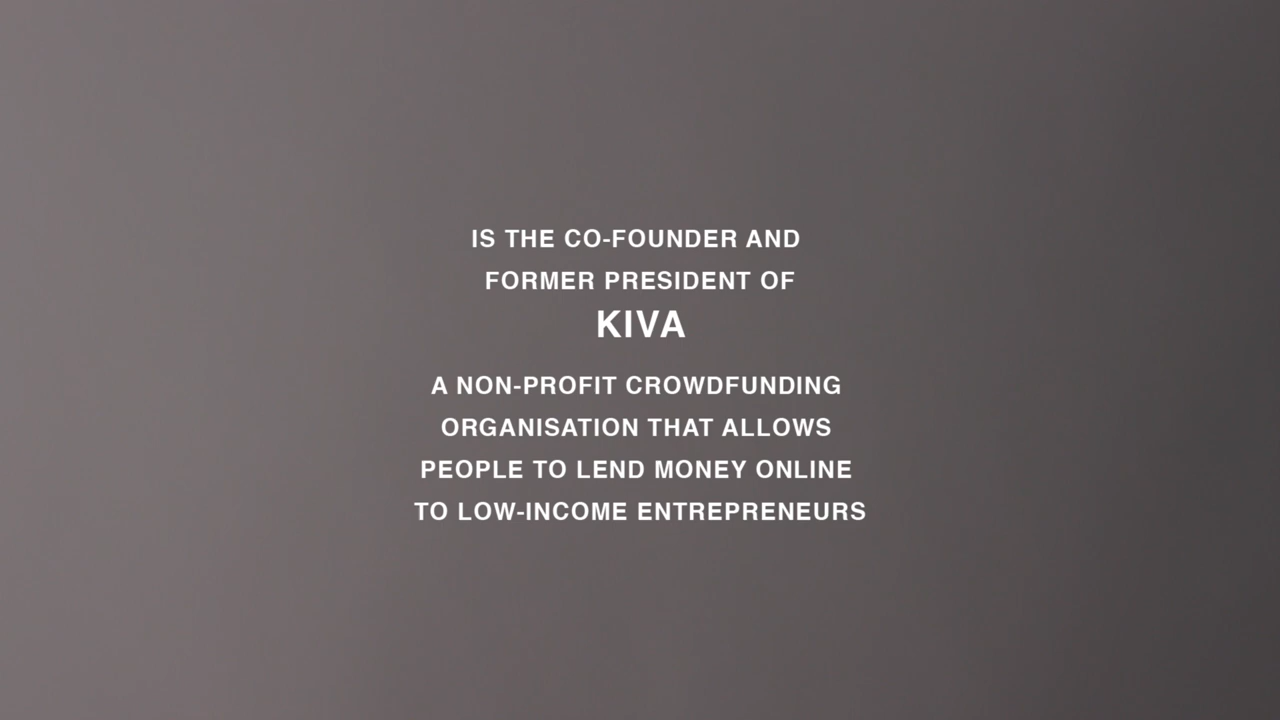 IS THE CO-FOUNDER AND
FORMER PRESIDENT OF
KIVA
A NON-PROFIT CROWDFUNDING
ORGANISATION THAT ALLOWS
PEOPLE TO LEND MONEY ONLINE
TO LOW-INCOME ENTREPRENEURS